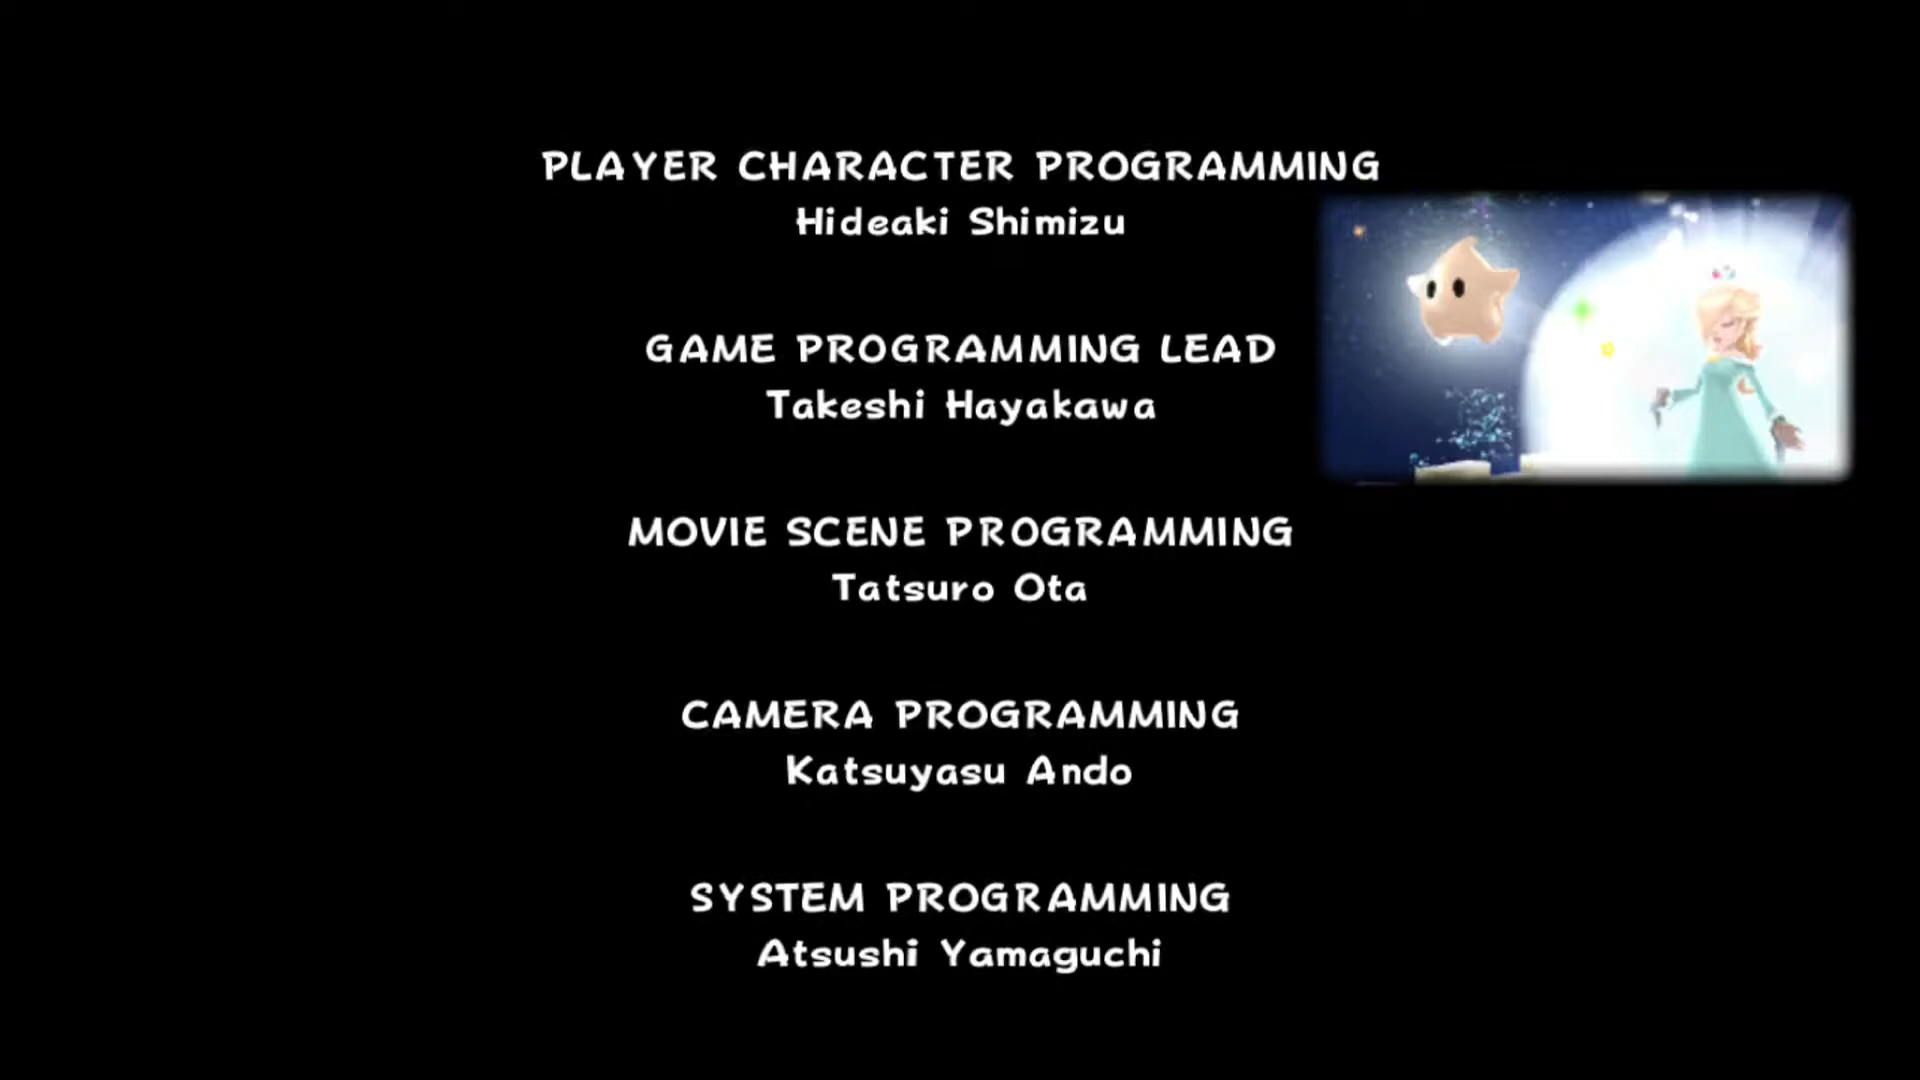 PLAYER CHARACTER PROGRAMMING
Hideaki Shimizu
GAME PROGRAMMING LEAD
Takeshi Hayakawa
MOVIE SCENE PROGRAMMING
Tatsuro Ota
CAMERA PROGRAMMING
Katsuyasu Ando
SYSTEM PROGRAMMING
Atsushi Yamaguchi